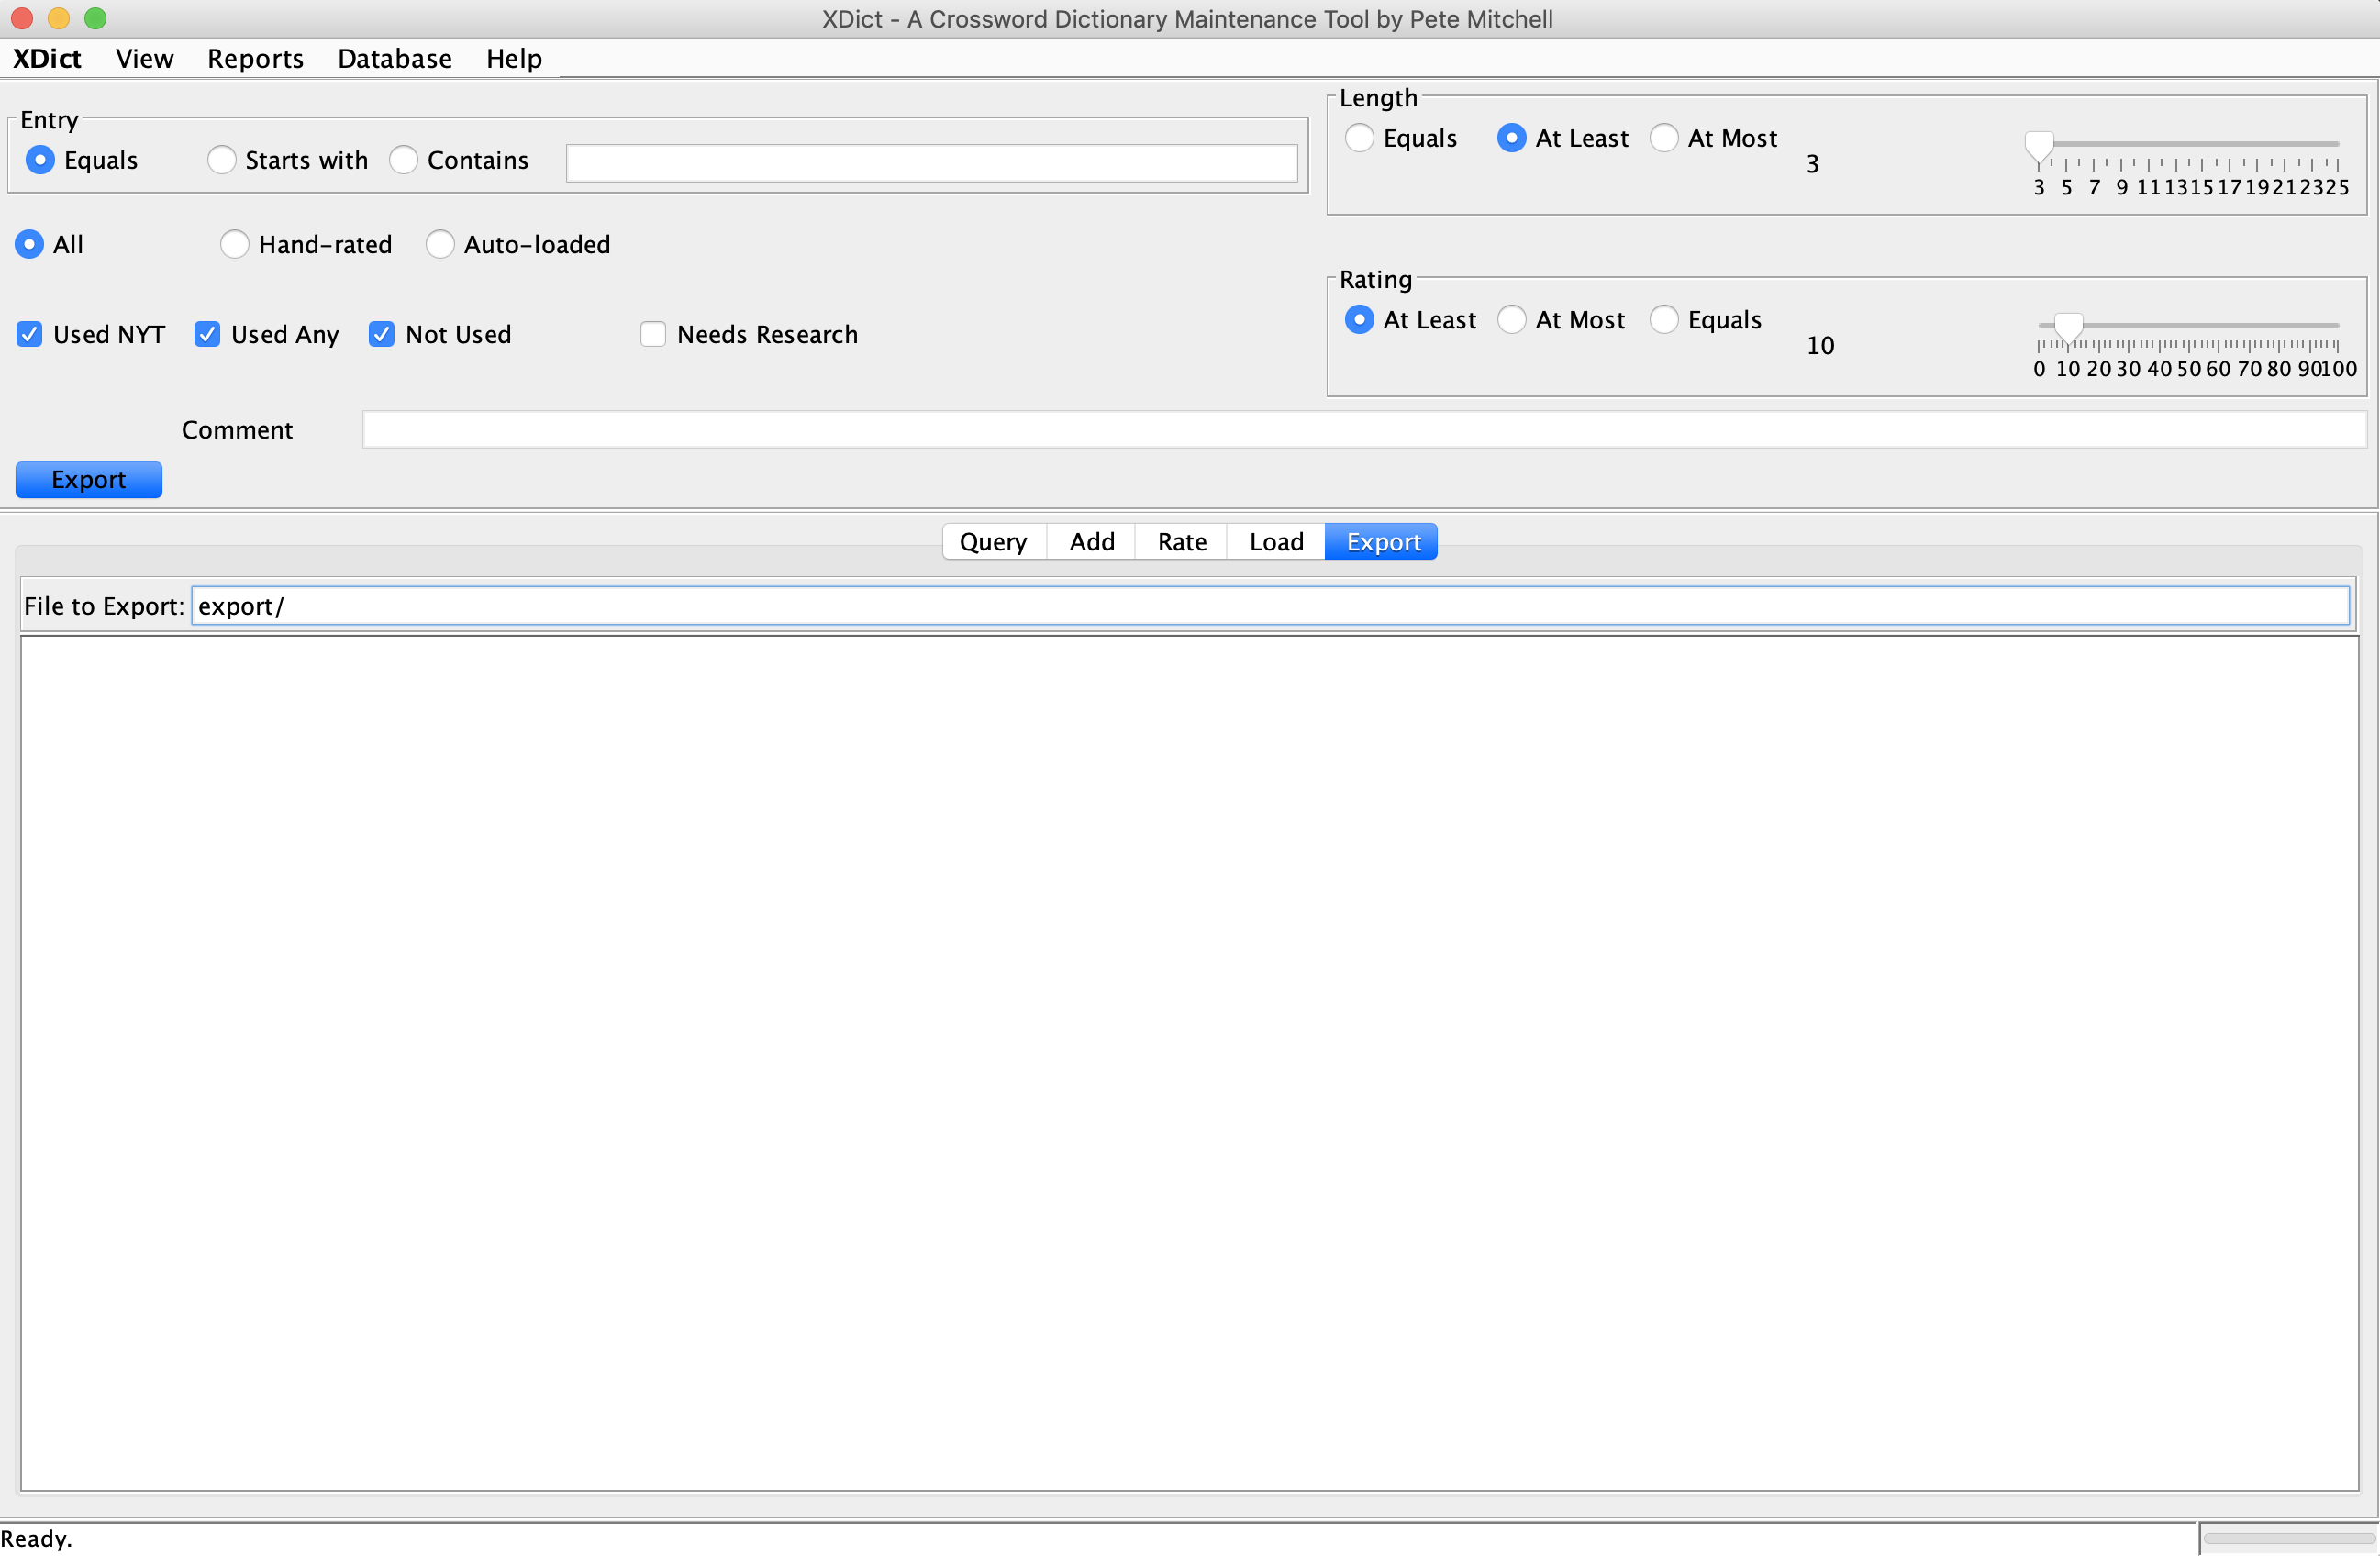 XDict - A Crossword Dictionary Maintenance Tool by Pete Mitchell
XDict View Reports Database Help
Entry
Equals Starts with Contains
Length
Equals At Least At Most
3
3 5 7 9 11 13 15 17 19 21 23 25
All Hand-rated Auto-loaded
Rating
At Least At Most Equals
10
0 10 20 30 40 50 60 70 80 90 100
Used NYT Used Any Not Used Needs Research
Comment
Export
Query Add Rate Load Export
File to Export: export/
Ready.